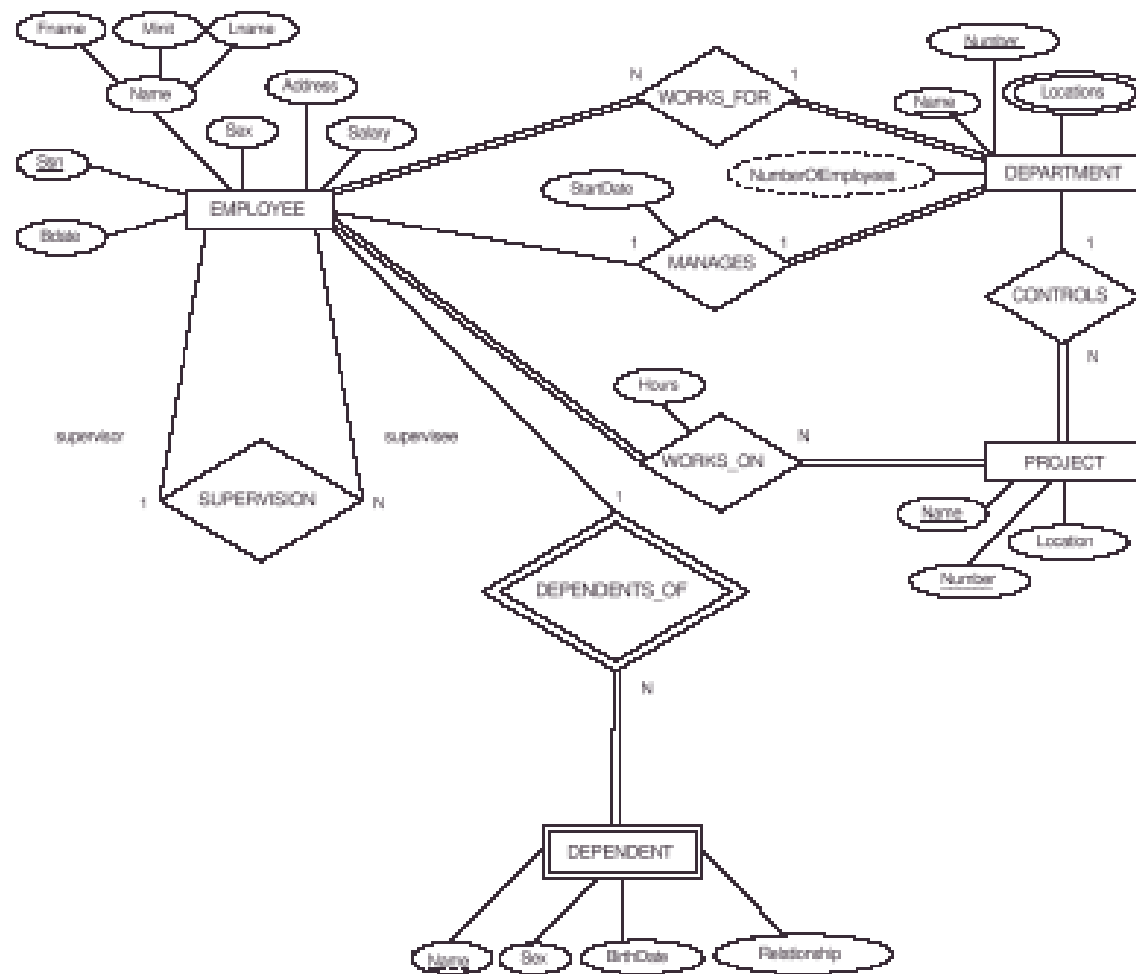 Fname
Minit
Lname
Number
Name
Address
N
1
WORKS_FOR
Name
Locations
Sex
Salary
Ssn
NumberOfEmployees
DEPARTMENT
StartDate
EMPLOYEE
Bdate
1
1
1
MANAGES
CONTROLS
N
Hours
supervisor
supervisee
N
WORKS_ON
PROJECT
1
SUPERVISION
N
1
Name
Location
Number
DEPENDENTS_OF
N
DEPENDENT
Name
Sex
BirthDate
Relationship